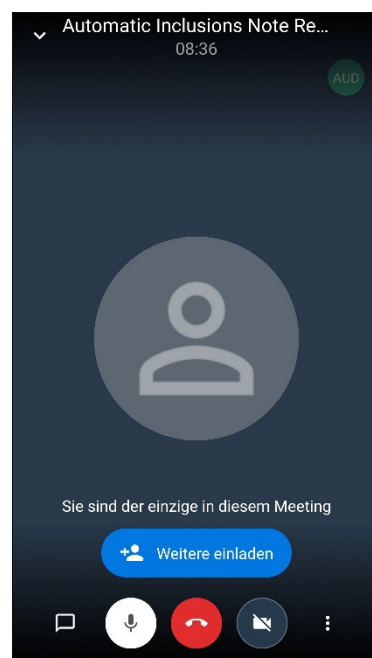 Automatic Inclusions Note Re...
08:36
AUD
Sie sind der einzige in diesem Meeting
Weitere einladen